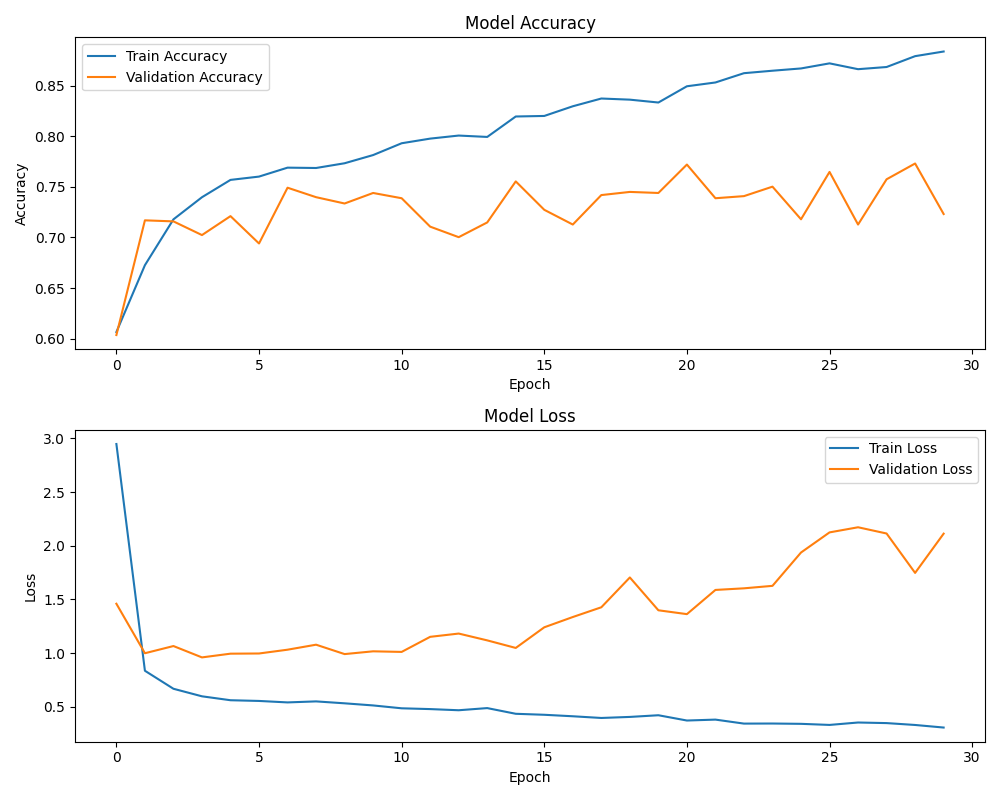 Model Accuracy
Train Accuracy
Validation Accuracy
Accuracy
0.85
0.80
0.75
0.70
0.65
0.60
0 5 10 15 20 25 30
Epoch
Model Loss
Train Loss
Validation Loss
Loss
3.0
2.5
2.0
1.5
1.0
0.5
0 5 10 15 20 25 30
Epoch